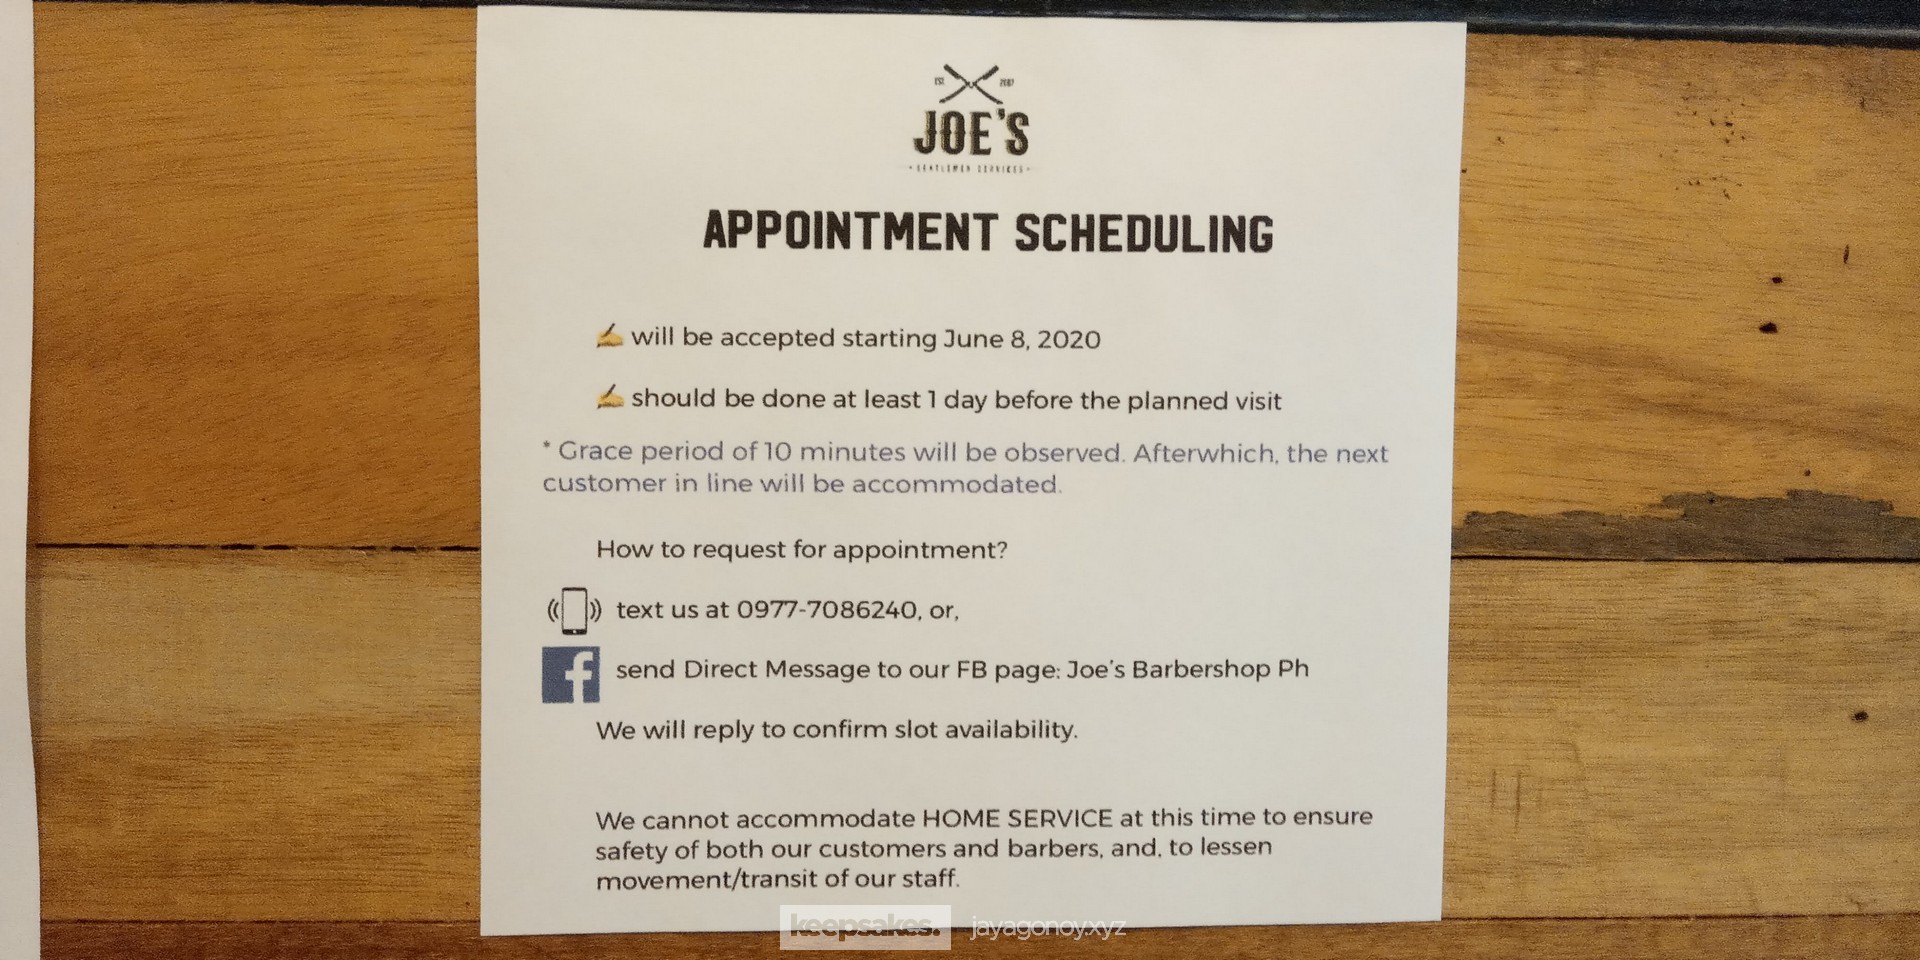 EST. 2007
JOE'S
GENTLEMEN SERVICES
APPOINTMENT SCHEDULING
✍ will be accepted starting June 8, 2020
✍ should be done at least 1 day before the planned visit
* Grace period of 10 minutes will be observed. Afterwhich, the next
customer in line will be accommodated.
How to request for appointment?
text us at 0977-7086240, or,
f send Direct Message to our FB page: Joe's Barbershop Ph
We will reply to confirm slot availability.
We cannot accommodate HOME SERVICE at this time to ensure
safety of both our customers and barbers, and, to lessen
movement/transit of our staff.
keepsakes. jayagonoy.xyz